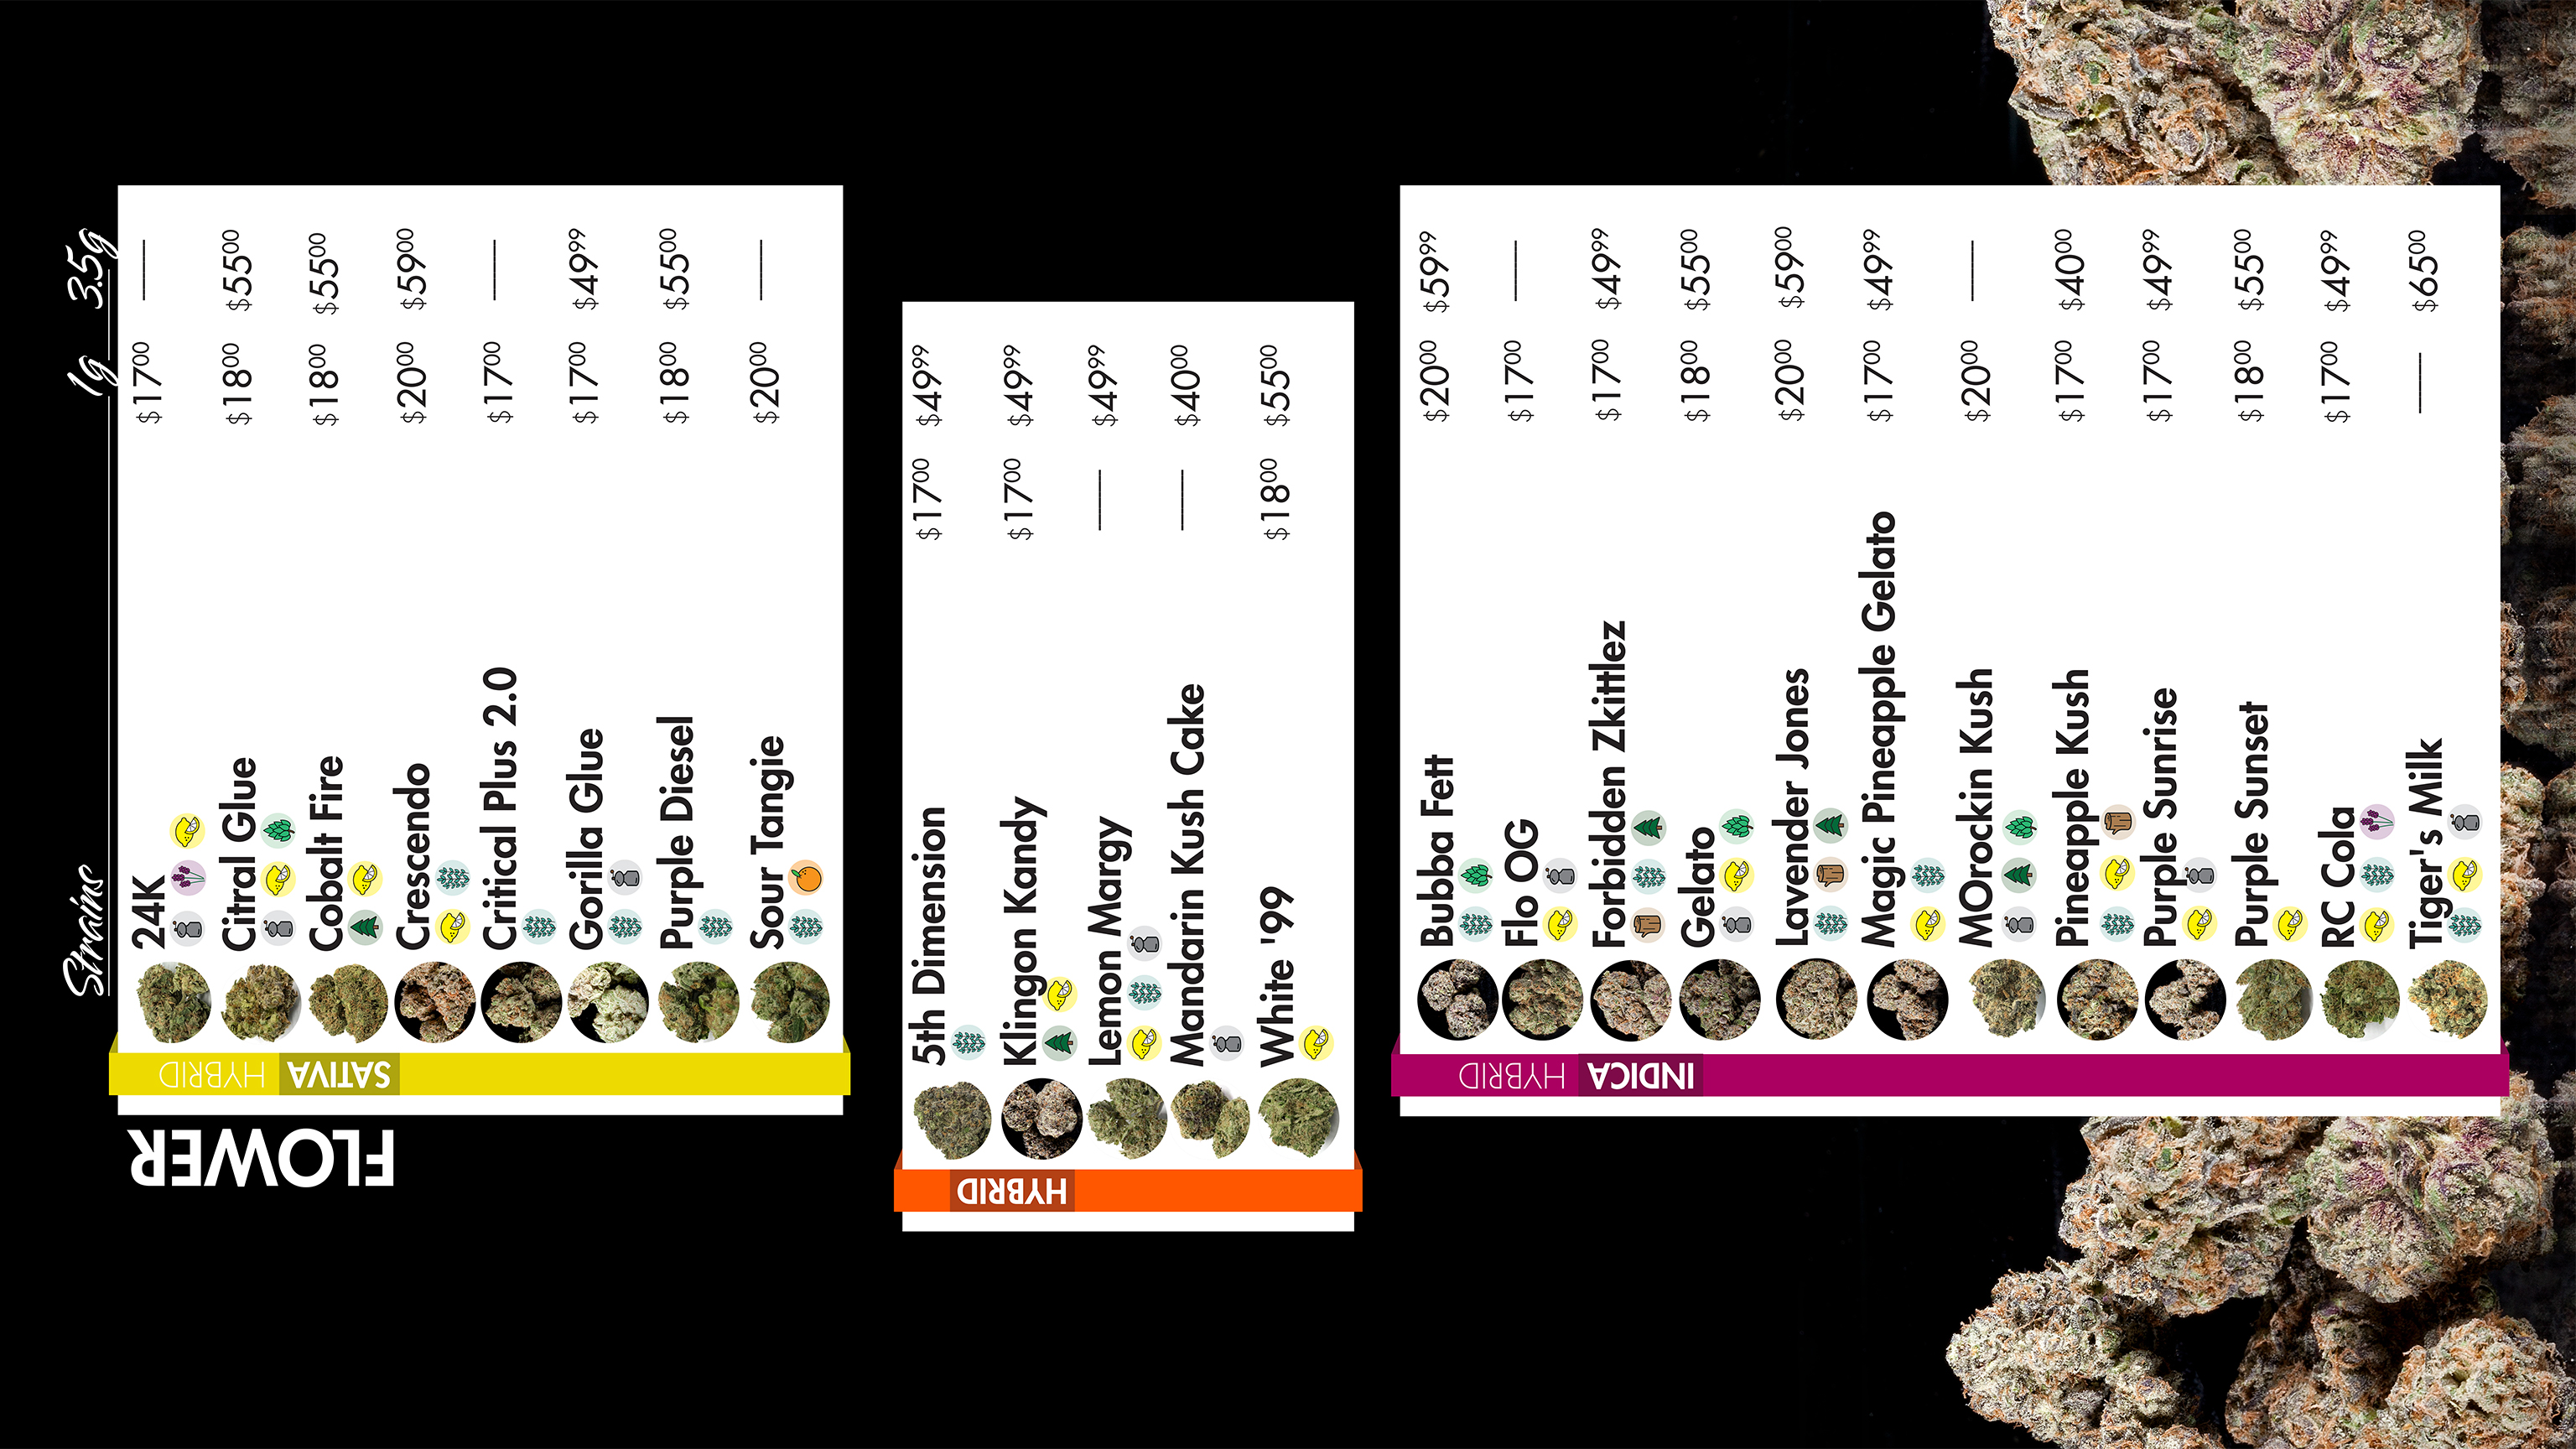 FLOWER
Strains 1g 3.5g
HYBRID SATIVA
24K $17⁰⁰ —
Citral Glue $18⁰⁰ $55⁰⁰
Cobalt Fire $18⁰⁰ $55⁰⁰
Crescendo $20⁰⁰ $59⁰⁰
Critical Plus 2.0 $17⁰⁰ —
Gorilla Glue $17⁰⁰ $49⁹⁹
Purple Diesel $18⁰⁰ $55⁰⁰
Sour Tangie $20⁰⁰ —
HYBRID
5th Dimension $17⁰⁰ $49⁹⁹
Klingon Kandy $17⁰⁰ $49⁹⁹
Lemon Margy — $49⁹⁹
Mandarin Kush Cake — $40⁰⁰
White '99 $18⁰⁰ $55⁰⁰
HYBRID INDICA
Bubba Fett $20⁰⁰ $59⁹⁹
Flo OG $17⁰⁰ —
Forbidden Zkittlez $17⁰⁰ $49⁹⁹
Gelato $18⁰⁰ $55⁰⁰
Lavender Jones $20⁰⁰ $59⁰⁰
Magic Pineapple Gelato $17⁰⁰ $49⁹⁹
MOrockin Kush $20⁰⁰ —
Pineapple Kush $17⁰⁰ $40⁰⁰
Purple Sunrise $17⁰⁰ $49⁹⁹
Purple Sunset $18⁰⁰ $55⁰⁰
RC Cola $17⁰⁰ $49⁹⁹
Tiger's Milk — $65⁰⁰